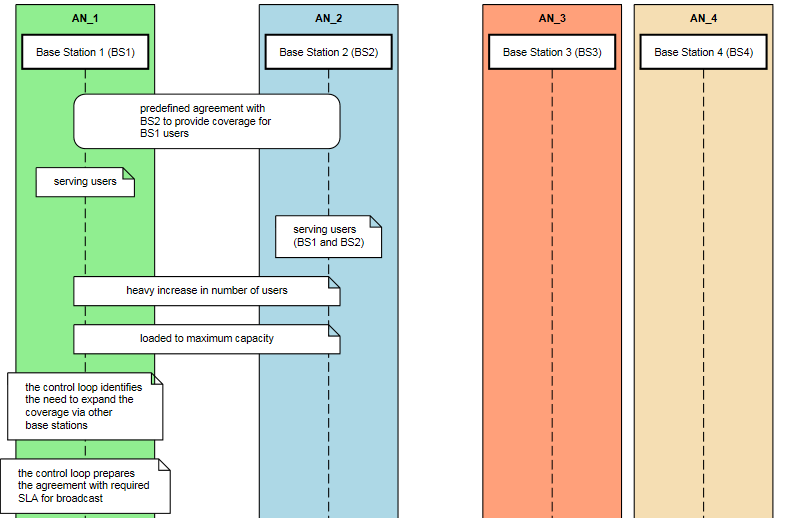 AN_1
AN_2
AN_3
AN_4
Base Station 1 (BS1)
Base Station 2 (BS2)
Base Station 3 (BS3)
Base Station 4 (BS4)
predefined agreement with
BS2 to provide coverage for
BS1 users
serving users
serving users
(BS1 and BS2)
heavy increase in number of users
loaded to maximum capacity
the control loop identifies
the need to expand the
coverage via other
base stations
the control loop prepares
the agreement with required
SLA for broadcast